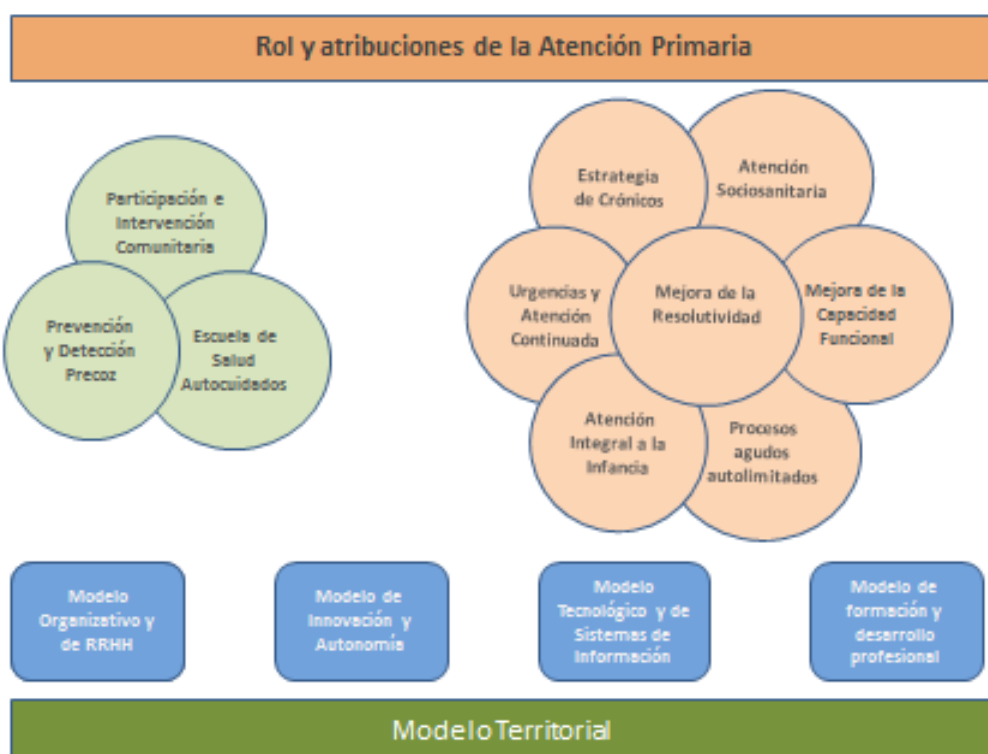 Rol y atribuciones de la Atención Primaria
Participación e
Intervención
Comunitaria
Prevención
y Detección
Precoz
Escuela de
Salud
Autocuidados
Estrategia
de Crónicos
Atención
Sociosanitaria
Urgencias y
Atención
Continuada
Mejora de la
Resolutividad
Mejora de la
Capacidad
Funcional
Atención
Integral a la
Infancia
Procesos
agudos
autolimitados
Modelo
Organizativo y
de RRHH
Modelo de
Innovación y
Autonomía
Modelo
Tecnológico y de
Sistemas de
Información
Modelo de
formación y
desarrollo
profesional
Modelo Territorial